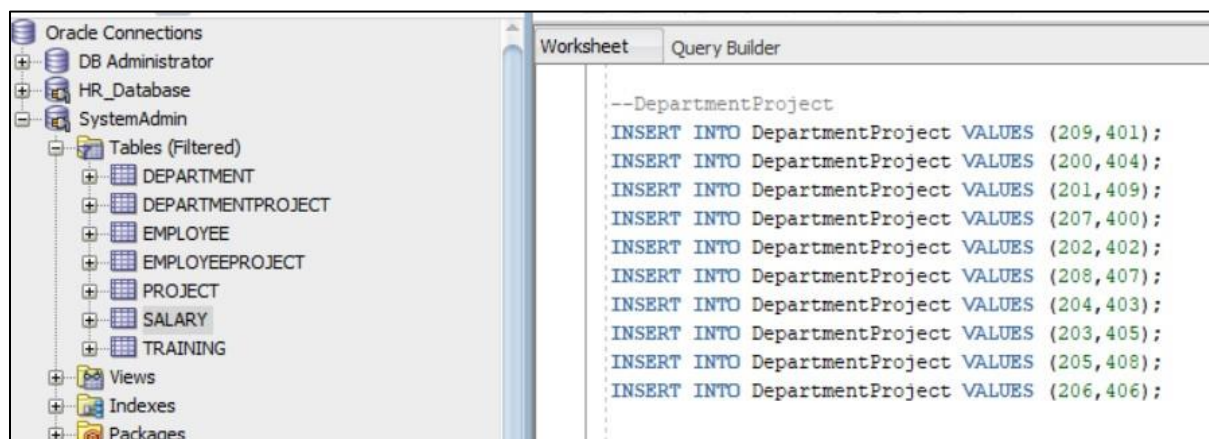 Oracle Connections
DB Administrator
HR_Database
SystemAdmin
Tables (Filtered)
DEPARTMENT
DEPARTMENTPROJECT
EMPLOYEE
EMPLOYEEPROJECT
PROJECT
SALARY
TRAINING
Views
Indexes
Packages
Worksheet Query Builder
--DepartmentProject
INSERT INTO DepartmentProject VALUES (209,401);
INSERT INTO DepartmentProject VALUES (200,404);
INSERT INTO DepartmentProject VALUES (201,409);
INSERT INTO DepartmentProject VALUES (207,400);
INSERT INTO DepartmentProject VALUES (202,402);
INSERT INTO DepartmentProject VALUES (208,407);
INSERT INTO DepartmentProject VALUES (204,403);
INSERT INTO DepartmentProject VALUES (203,405);
INSERT INTO DepartmentProject VALUES (205,408);
INSERT INTO DepartmentProject VALUES (206,406);